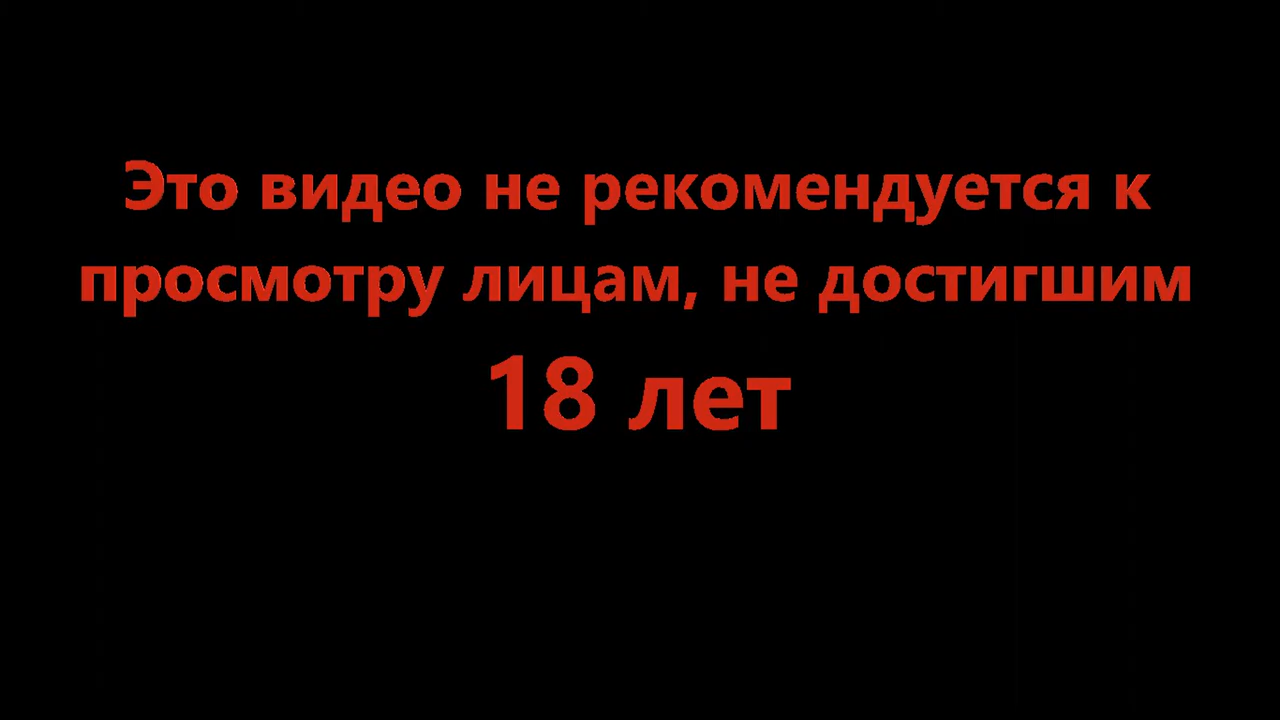 Это видео не рекомендуется к
просмотру лицам, не достигшим
18 лет